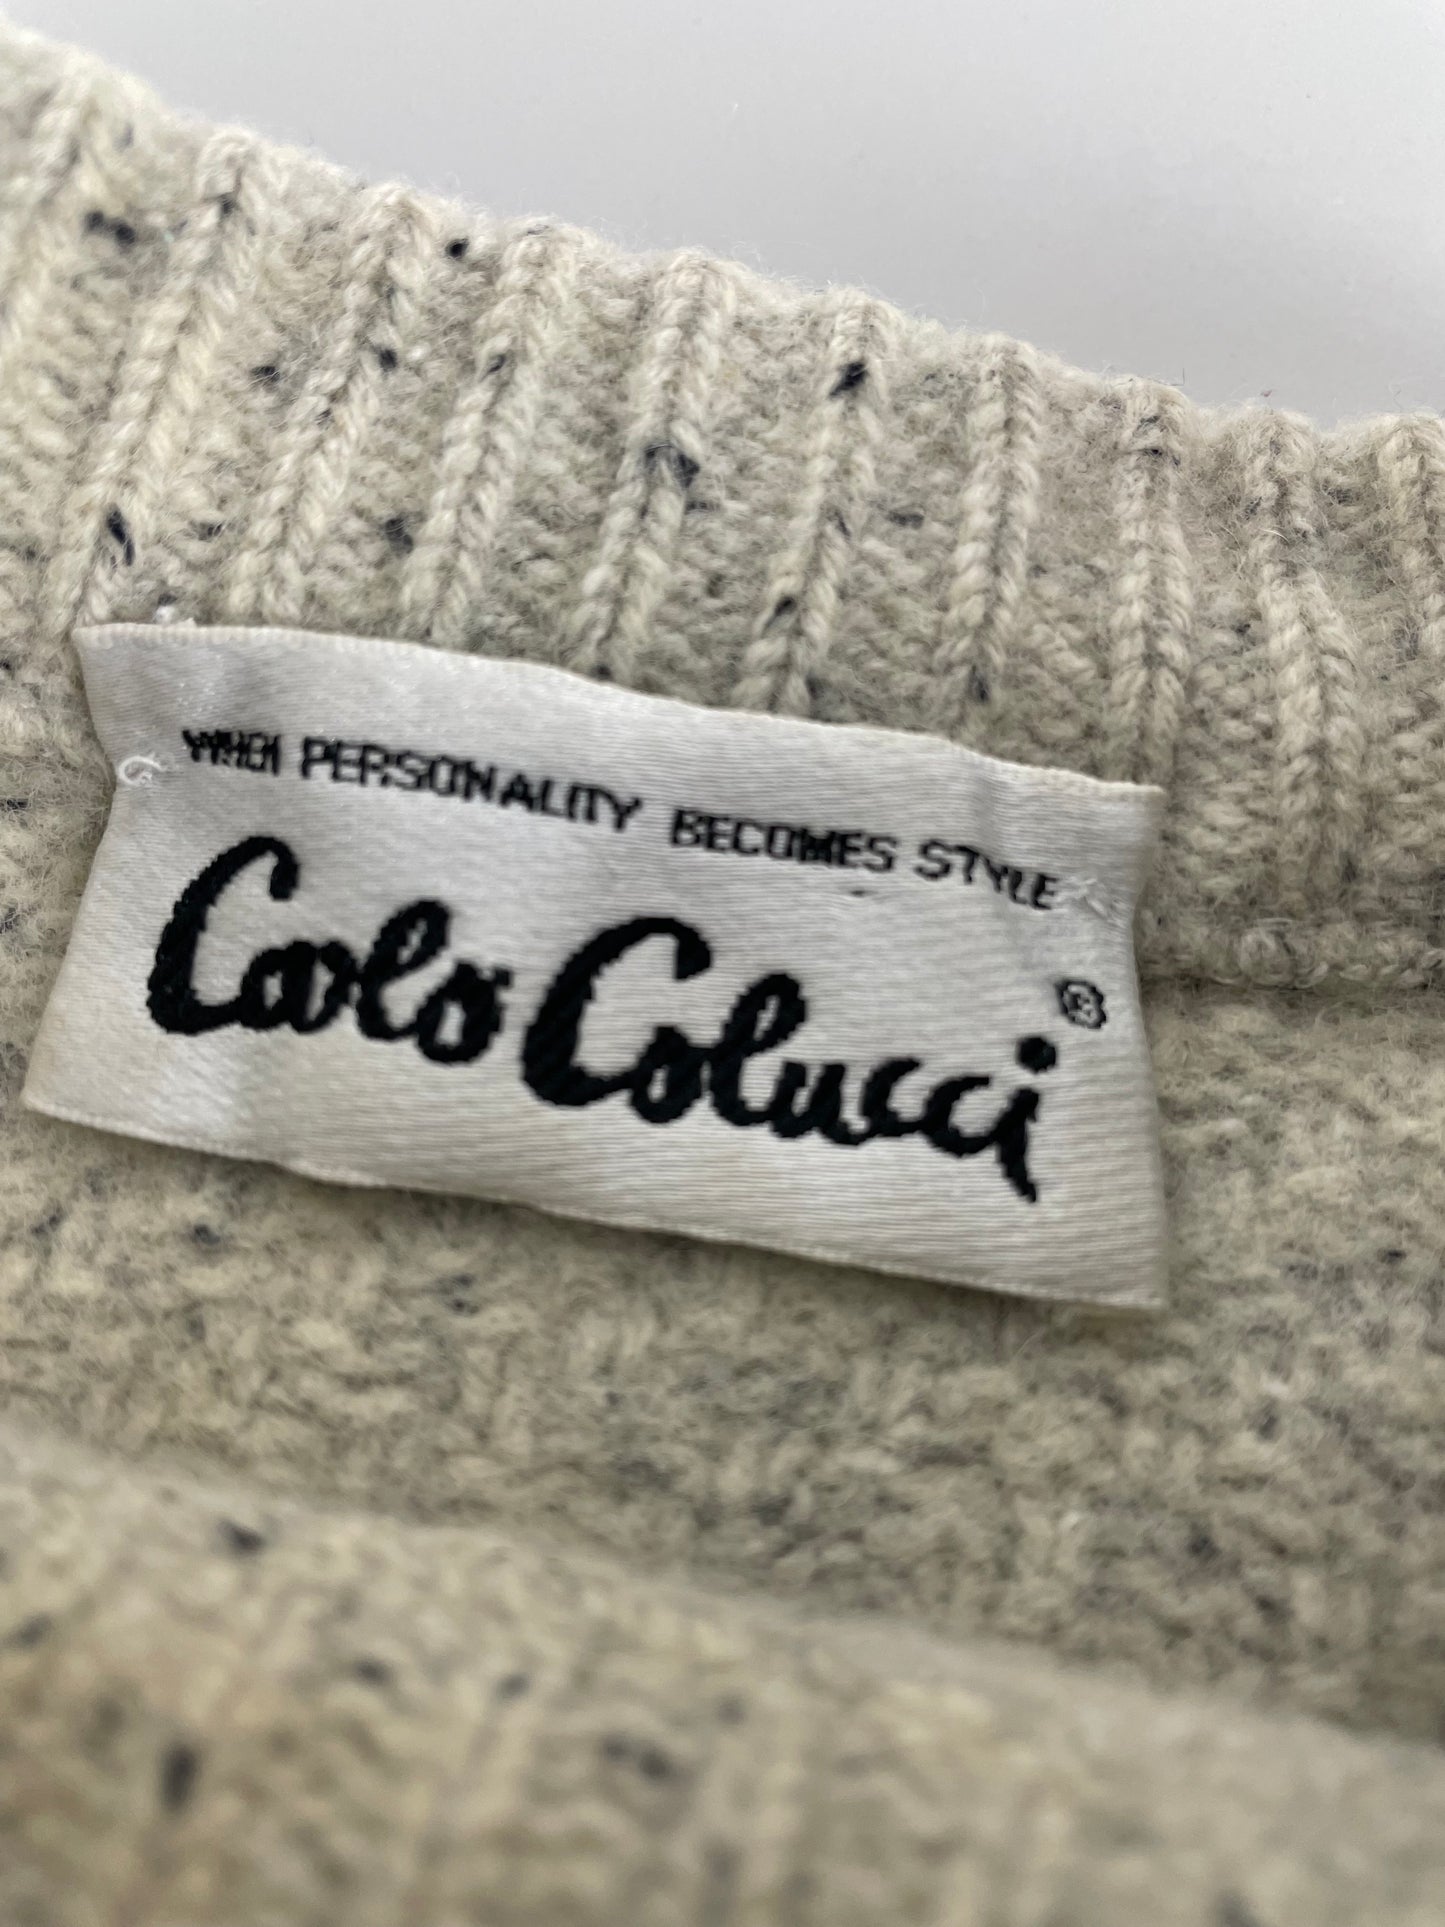 WHEN PERSONALITY BECOMES STYLE
Carlo Colucci ®